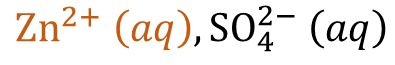 Zn²⁺ (aq), SO₄²⁻ (aq)